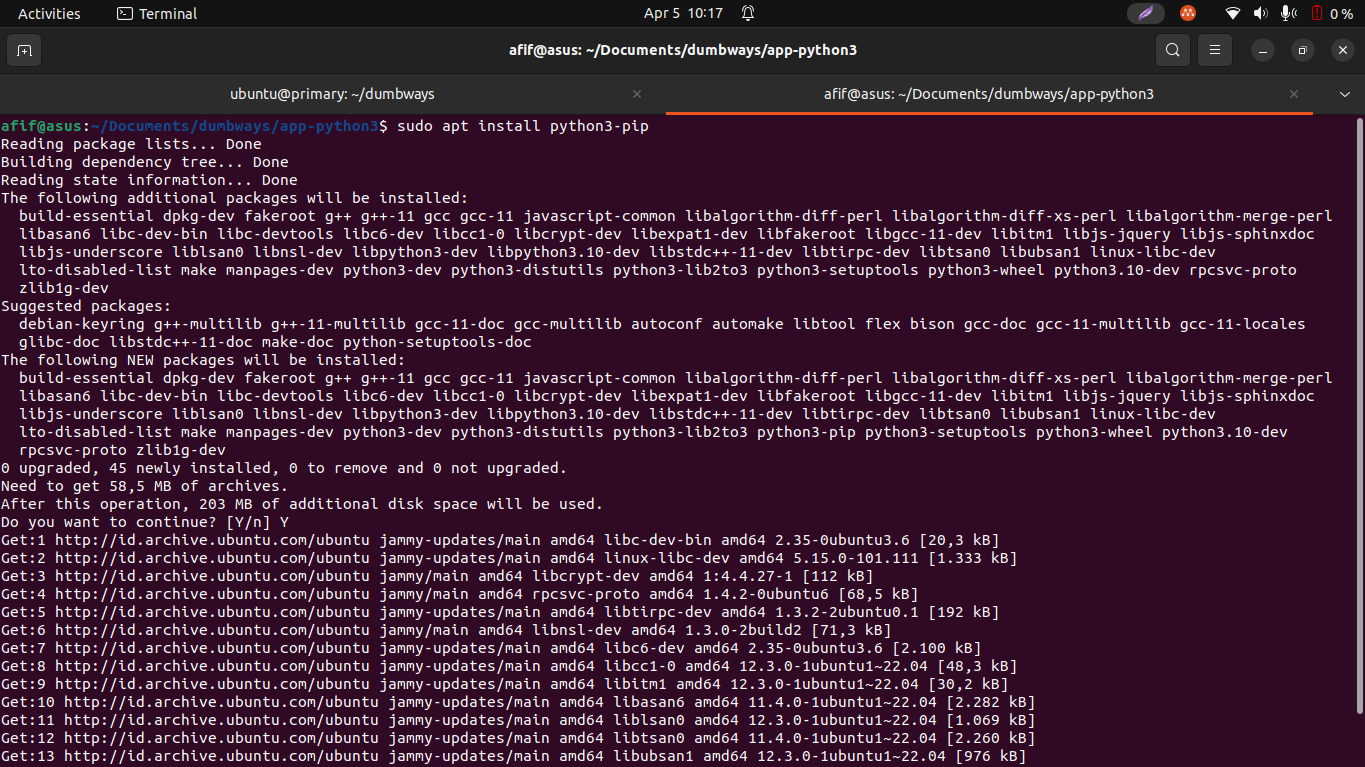 Activities Terminal Apr 5 10:17 0 %
afif@asus: ~/Documents/dumbways/app-python3
ubuntu@primary: ~/dumbways afif@asus: ~/Documents/dumbways/app-python3
afif@asus:~/Documents/dumbways/app-python3$ sudo apt install python3-pip
Reading package lists... Done
Building dependency tree... Done
Reading state information... Done
The following additional packages will be installed:
  build-essential dpkg-dev fakeroot g++ g++-11 gcc gcc-11 javascript-common libalgorithm-diff-perl libalgorithm-diff-xs-perl libalgorithm-merge-perl
  libasan6 libc-dev-bin libc-devtools libc6-dev libcc1-0 libcrypt-dev libexpat1-dev libfakeroot libgcc-11-dev libitm1 libjs-jquery libjs-sphinxdoc
  libjs-underscore liblsan0 libnsl-dev libpython3-dev libpython3.10-dev libstdc++-11-dev libtirpc-dev libtsan0 libubsan1 linux-libc-dev
  lto-disabled-list make manpages-dev python3-dev python3-distutils python3-lib2to3 python3-setuptools python3-wheel python3.10-dev rpcsvc-proto
  zlib1g-dev
Suggested packages:
  debian-keyring g++-multilib g++-11-multilib gcc-11-doc gcc-multilib autoconf automake libtool flex bison gcc-doc gcc-11-multilib gcc-11-locales
  glibc-doc libstdc++-11-doc make-doc python-setuptools-doc
The following NEW packages will be installed:
  build-essential dpkg-dev fakeroot g++ g++-11 gcc gcc-11 javascript-common libalgorithm-diff-perl libalgorithm-diff-xs-perl libalgorithm-merge-perl
  libasan6 libc-dev-bin libc-devtools libc6-dev libcc1-0 libcrypt-dev libexpat1-dev libfakeroot libgcc-11-dev libitm1 libjs-jquery libjs-sphinxdoc
  libjs-underscore liblsan0 libnsl-dev libpython3-dev libpython3.10-dev libstdc++-11-dev libtirpc-dev libtsan0 libubsan1 linux-libc-dev
  lto-disabled-list make manpages-dev python3-dev python3-distutils python3-lib2to3 python3-pip python3-setuptools python3-wheel python3.10-dev
  rpcsvc-proto zlib1g-dev
0 upgraded, 45 newly installed, 0 to remove and 0 not upgraded.
Need to get 58,5 MB of archives.
After this operation, 203 MB of additional disk space will be used.
Do you want to continue? [Y/n] Y
Get:1 http://id.archive.ubuntu.com/ubuntu jammy-updates/main amd64 libc-dev-bin amd64 2.35-0ubuntu3.6 [20,3 kB]
Get:2 http://id.archive.ubuntu.com/ubuntu jammy-updates/main amd64 linux-libc-dev amd64 5.15.0-101.111 [1.333 kB]
Get:3 http://id.archive.ubuntu.com/ubuntu jammy/main amd64 libcrypt-dev amd64 1:4.4.27-1 [112 kB]
Get:4 http://id.archive.ubuntu.com/ubuntu jammy/main amd64 rpcsvc-proto amd64 1.4.2-0ubuntu6 [68,5 kB]
Get:5 http://id.archive.ubuntu.com/ubuntu jammy-updates/main amd64 libtirpc-dev amd64 1.3.2-2ubuntu0.1 [192 kB]
Get:6 http://id.archive.ubuntu.com/ubuntu jammy/main amd64 libnsl-dev amd64 1.3.0-2build2 [71,3 kB]
Get:7 http://id.archive.ubuntu.com/ubuntu jammy-updates/main amd64 libc6-dev amd64 2.35-0ubuntu3.6 [2.100 kB]
Get:8 http://id.archive.ubuntu.com/ubuntu jammy-updates/main amd64 libcc1-0 amd64 12.3.0-1ubuntu1~22.04 [48,3 kB]
Get:9 http://id.archive.ubuntu.com/ubuntu jammy-updates/main amd64 libitm1 amd64 12.3.0-1ubuntu1~22.04 [30,2 kB]
Get:10 http://id.archive.ubuntu.com/ubuntu jammy-updates/main amd64 libasan6 amd64 11.4.0-1ubuntu1~22.04 [2.282 kB]
Get:11 http://id.archive.ubuntu.com/ubuntu jammy-updates/main amd64 liblsan0 amd64 12.3.0-1ubuntu1~22.04 [1.069 kB]
Get:12 http://id.archive.ubuntu.com/ubuntu jammy-updates/main amd64 libtsan0 amd64 11.4.0-1ubuntu1~22.04 [2.260 kB]
Get:13 http://id.archive.ubuntu.com/ubuntu jammy-updates/main amd64 libubsan1 amd64 12.3.0-1ubuntu1~22.04 [976 kB]